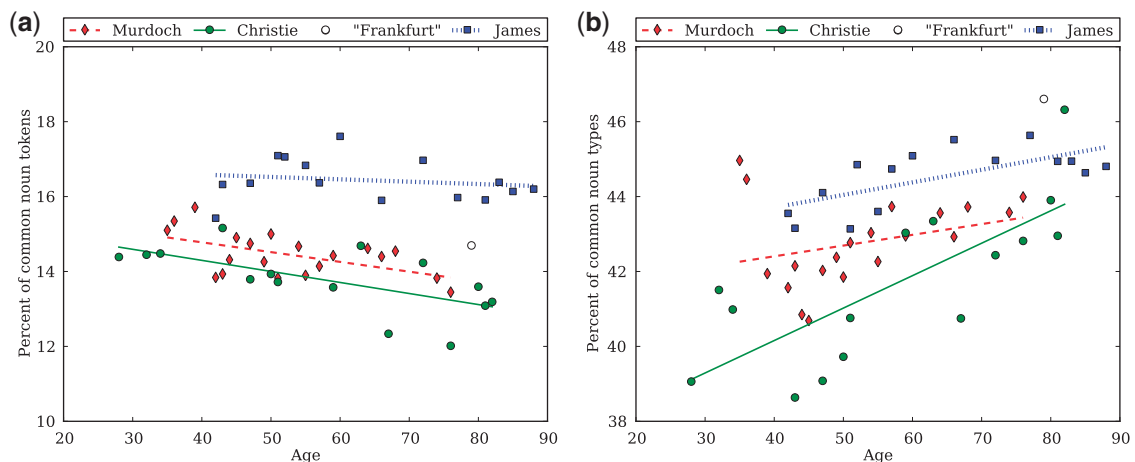 (a)
Murdoch Christie "Frankfurt" James
20
18
16
14
12
10
Percent of common noun tokens
20 30 40 50 60 70 80 90
Age
(b)
Murdoch Christie "Frankfurt" James
48
46
44
42
40
38
Percent of common noun types
20 30 40 50 60 70 80 90
Age